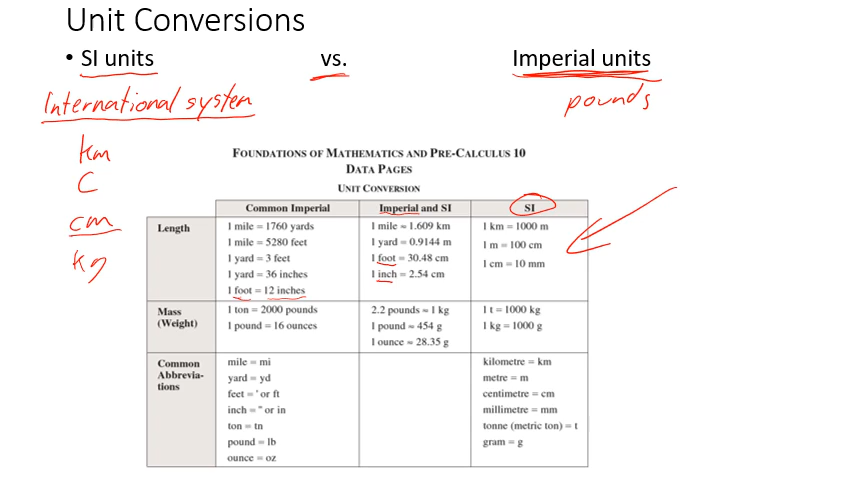 Unit Conversions
• SI units vs. Imperial units
International system pounds
km
C
cm
kg
FOUNDATIONS OF MATHEMATICS AND PRE-CALCULUS 10
DATA PAGES
UNIT CONVERSION
Common Imperial Imperial and SI SI
Length
1 mile = 1760 yards
1 mile = 5280 feet
1 yard = 3 feet
1 yard = 36 inches
1 foot = 12 inches
1 mile ≈ 1.609 km
1 yard = 0.9144 m
1 foot = 30.48 cm
1 inch = 2.54 cm
1 km = 1000 m
1 m = 100 cm
1 cm = 10 mm
Mass
(Weight)
1 ton = 2000 pounds
1 pound = 16 ounces
2.2 pounds ≈ 1 kg
1 pound ≈ 454 g
1 ounce ≈ 28.35 g
1 t = 1000 kg
1 kg = 1000 g
Common
Abbrevia-
tions
mile = mi
yard = yd
feet = ' or ft
inch = " or in
ton = tn
pound = lb
ounce = oz
kilometre = km
metre = m
centimetre = cm
millimetre = mm
tonne (metric ton) = t
gram = g